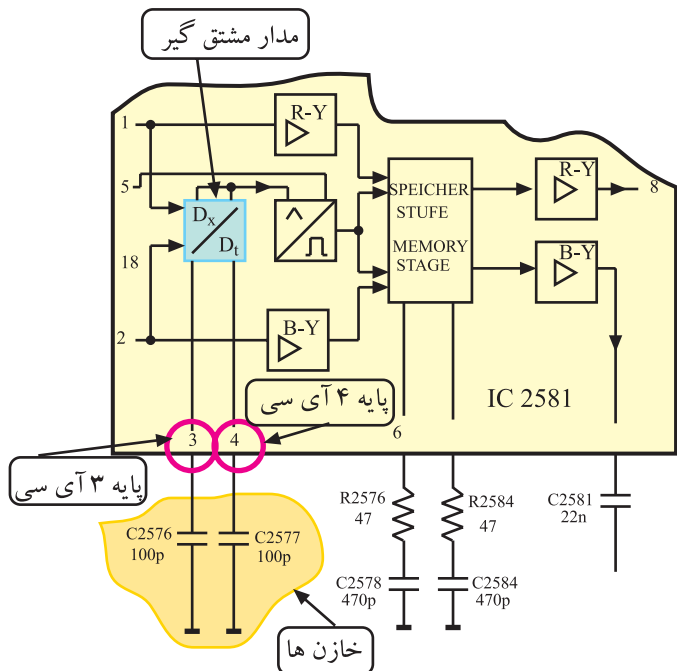 مدار مشتق گیر
1
R-Y
5
D_x
D_t
SPEICHER
STUFE
MEMORY
STAGE
R-Y
8
B-Y
18
2
B-Y
IC 2581
پایه ۴ آی سی
6
3
4
پایه ۳ آی سی
C2576
100p
C2577
100p
R2576
47
R2584
47
C2581
22n
C2578
470p
C2584
470p
خازن ها